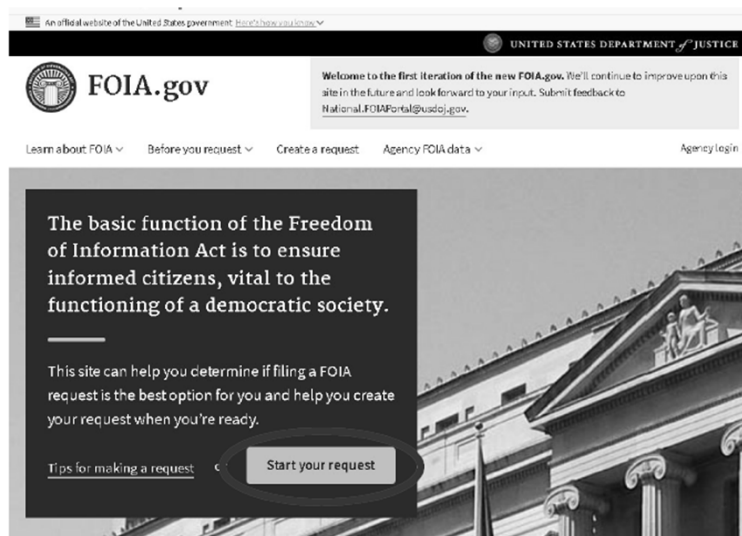 An official website of the United States government Here's how you know
UNITED STATES DEPARTMENT of JUSTICE
FOIA.gov
Welcome to the first iteration of the new FOIA.gov. We'll continue to improve upon this
site in the future and look forward to your input. Submit feedback to
National.FOIAPortal@usdoj.gov.
Learn about FOIA Before you request Create a request Agency FOIA data Agency login
The basic function of the Freedom
of Information Act is to ensure
informed citizens, vital to the
functioning of a democratic society.
This site can help you determine if filing a FOIA
request is the best option for you and help you create
your request when you're ready.
Tips for making a request Start your request